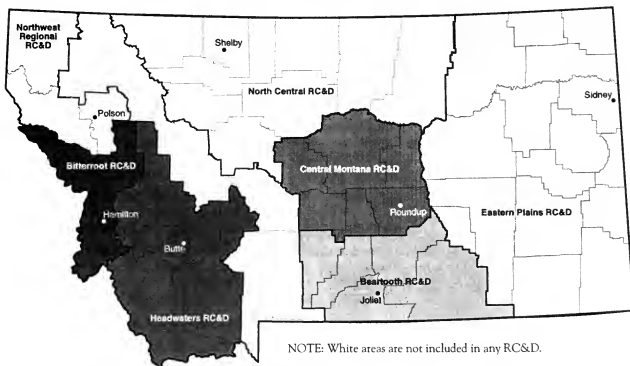 Northwest
Regional
RC&D
Shelby
North Central RC&D
Sidney
Polson
Bitterroot RC&D
Central Montana RC&D
Hamilton
Roundup
Eastern Plains RC&D
Butte
Beartooth RC&D
Joliet
Headwaters RC&D
NOTE: White areas are not included in any RC&D.